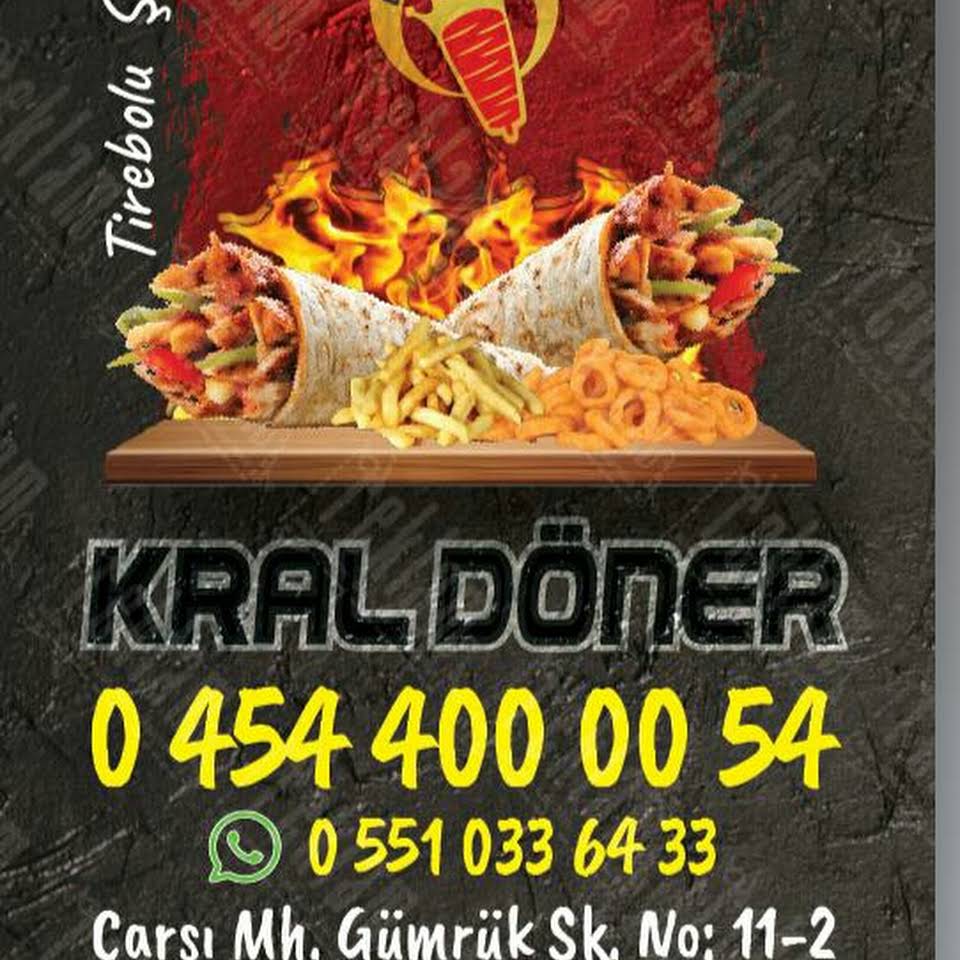 Tirebolu Ş
KRAL DÖNER
0 454 400 00 54
0 551 033 64 33
Çarşı Mh. Gümrük Sk. No: 11-2